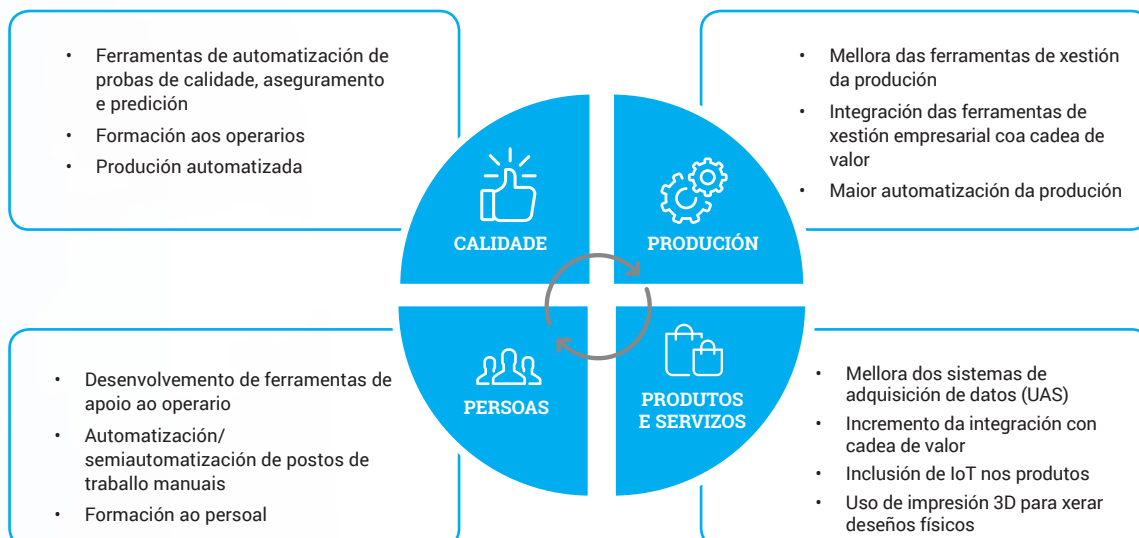 • Ferramentas de automatización de
probas de calidade, aseguramento
e predición
• Formación aos operarios
• Produción automatizada
• Mellora das ferramentas de xestión
da produción
• Integración das ferramentas de
xestión empresarial coa cadea de
valor
• Maior automatización da produción
CALIDADE
PRODUCIÓN
PERSOAS
PRODUTOS
E SERVIZOS
• Desenvolvemento de ferramentas de
apoio ao operario
• Automatización/
semiautomatización de postos de
traballo manuais
• Formación ao persoal
• Mellora dos sistemas de
adquisición de datos (UAS)
• Incremento da integración con
cadea de valor
• Inclusión de IoT nos produtos
• Uso de impresión 3D para xerar
deseños físicos